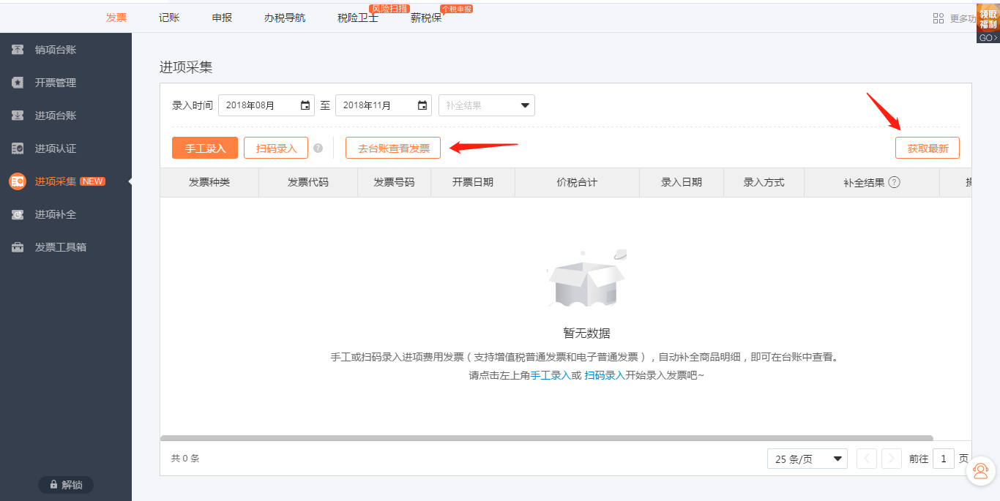 发票 记账 申报 办税导航 税险卫士 风险扫描 薪税保 个税申报 更多功
领取
福利
GO>
销项台账
开票管理
进项台账
进项认证
进项采集 NEW
进项补全
发票工具箱
解锁
进项采集
录入时间 2018年08月 至 2018年11月 补全结果
手工录入 扫码录入 ? 去台账查看发票 获取最新
发票种类 发票代码 发票号码 开票日期 价税合计 录入日期 录入方式 补全结果 ?
暂无数据
手工或扫码录入进项费用发票（支持增值税普通发票和电子普通发票），自动补全商品明细，即可在台账中查看。
请点击左上角手工录入或 扫码录入开始录入发票吧~
共 0 条 25 条/页 前往 1 页